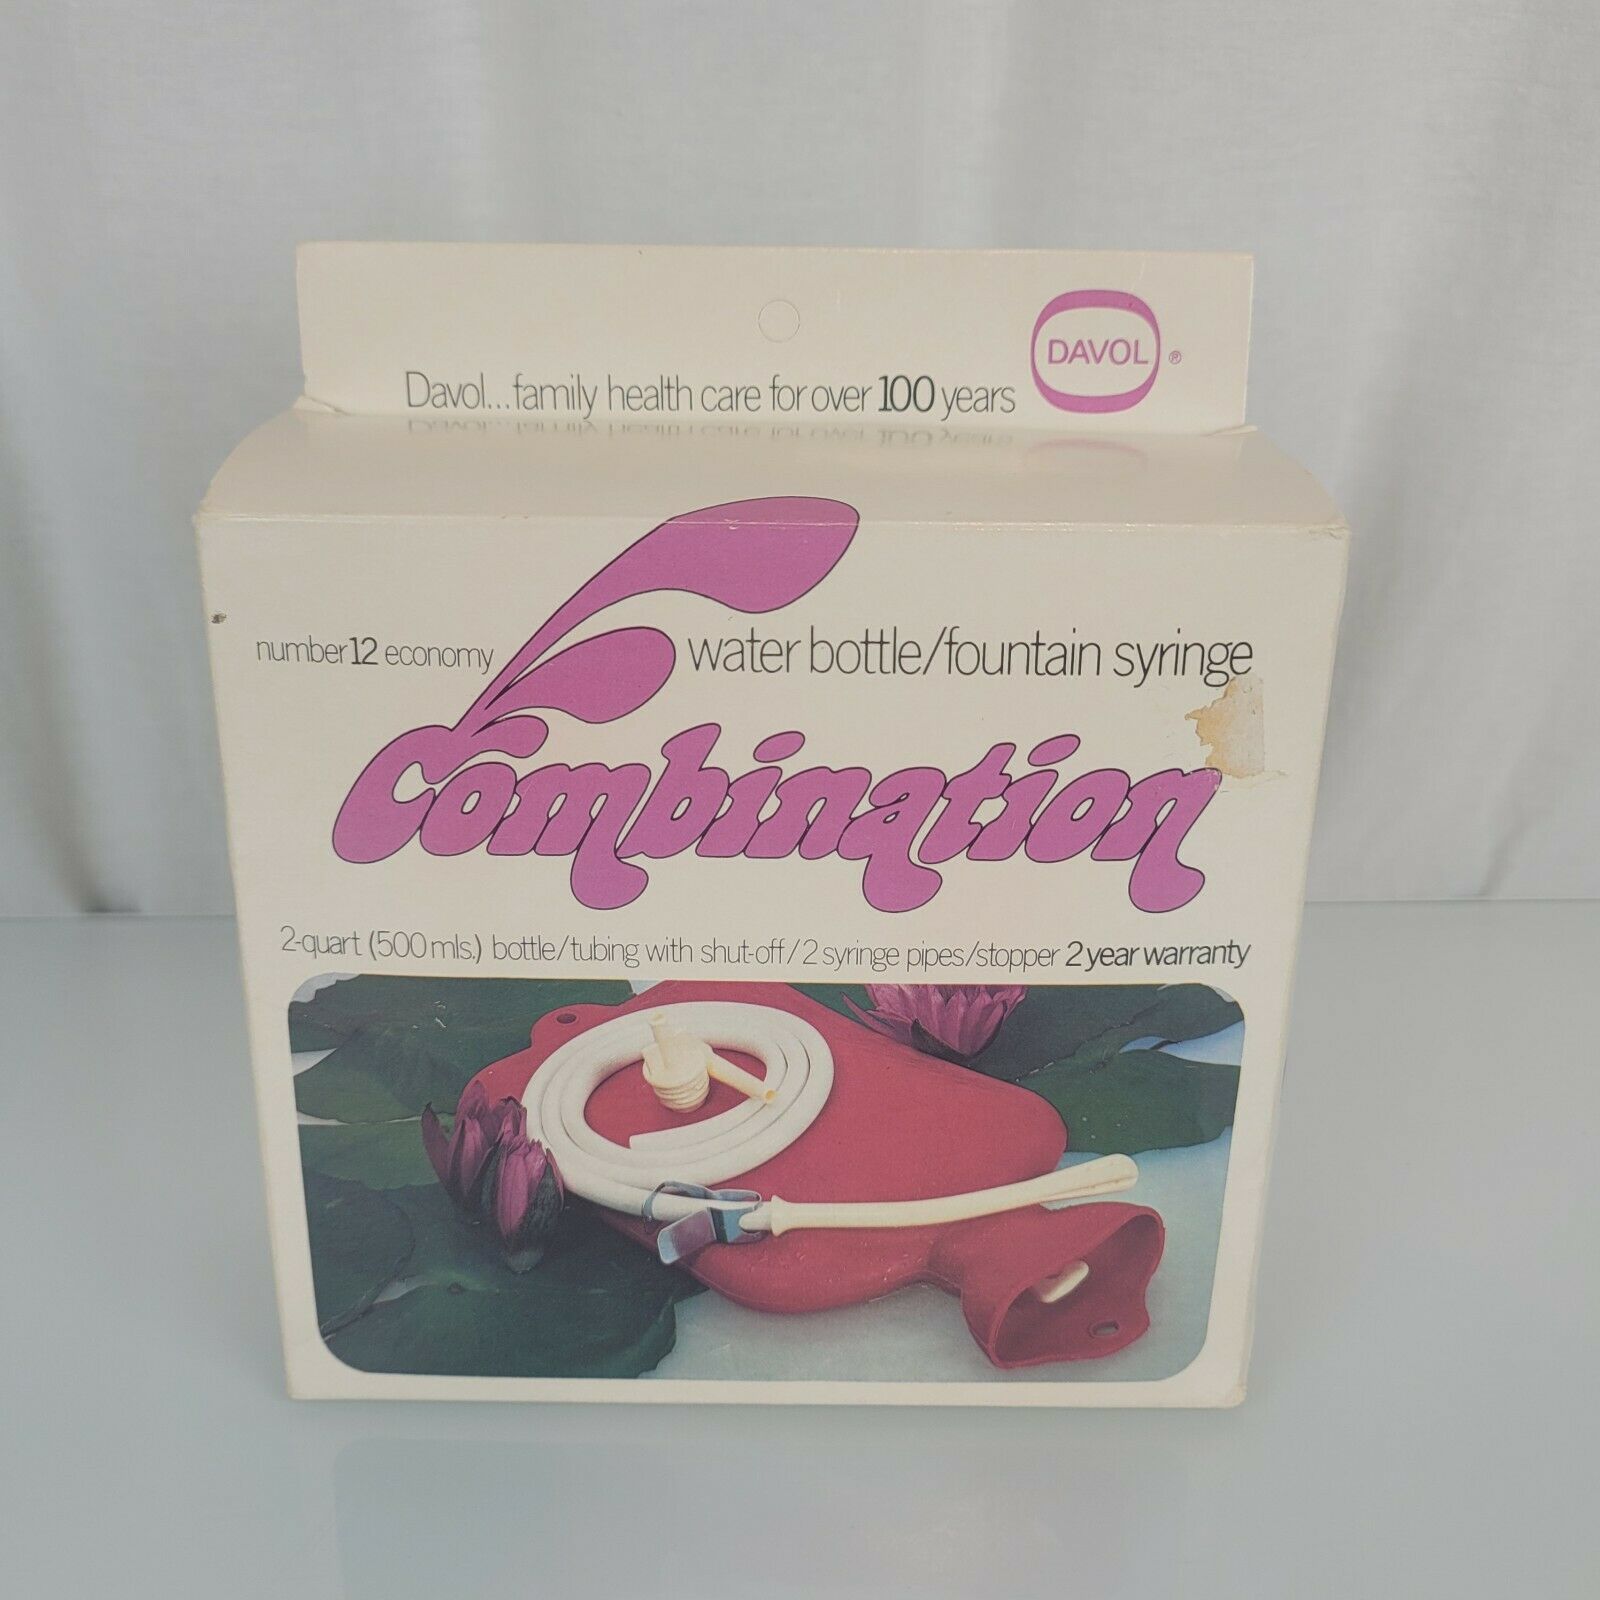 DAVOL ®
Davol...family health care for over 100 years
number 12 economy
water bottle/fountain syringe
Combination
2-quart (500 mls.) bottle/tubing with shut-off/2 syringe pipes/stopper 2 year warranty